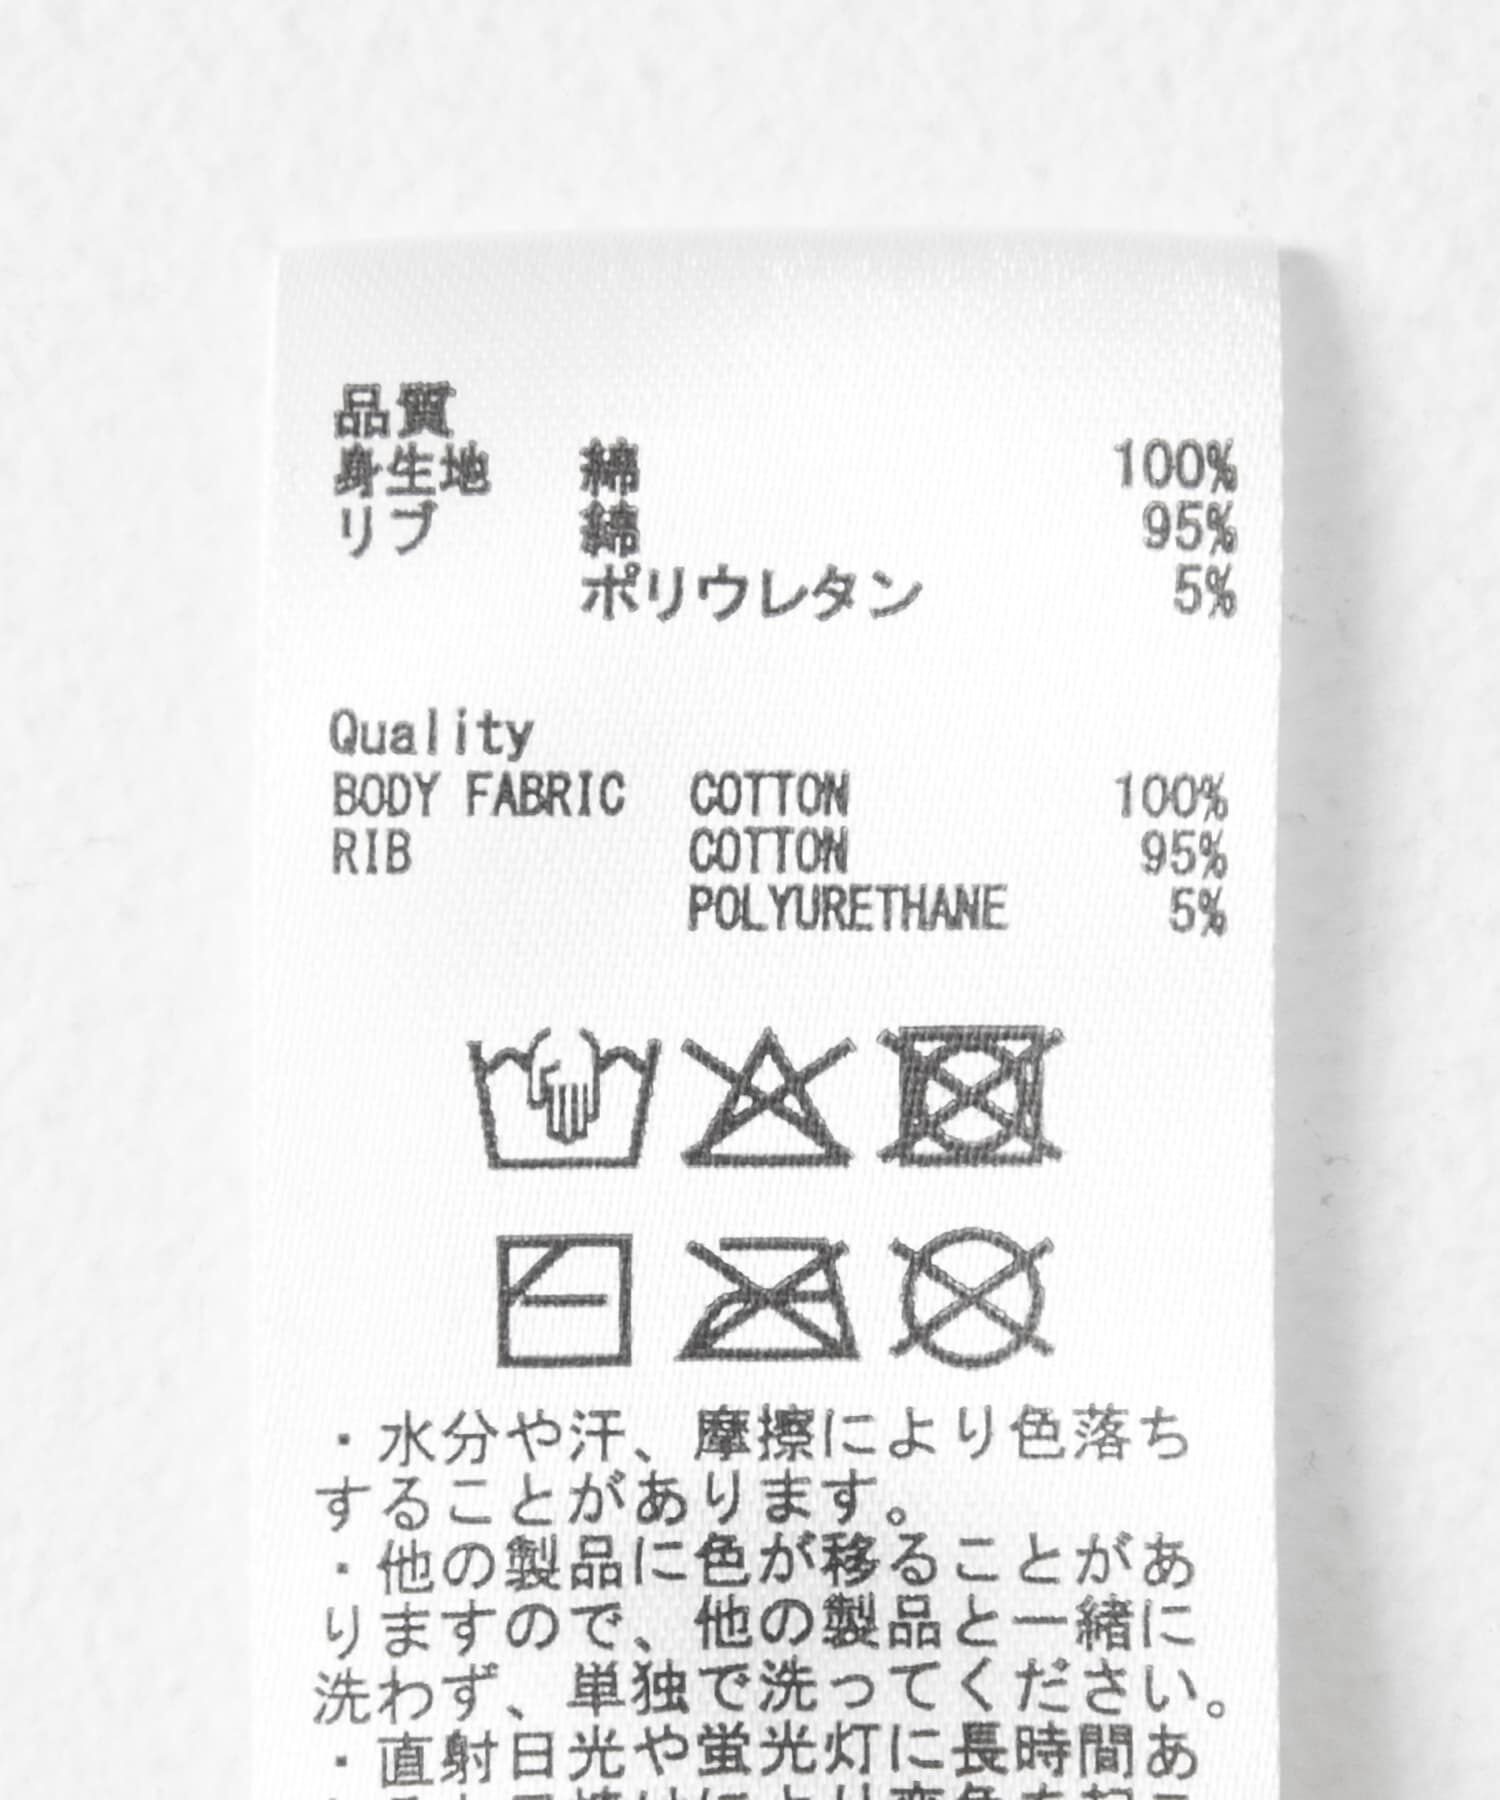 品質
身生地 綿 100%
リブ 綿 95%
ポリウレタン 5%
Quality
BODY FABRIC COTTON 100%
RIB COTTON 95%
POLYURETHANE 5%
・水分や汗、摩擦により色落ち
することがあります。
・他の製品に色が移ることがあ
りますので、他の製品と一緒に
洗わず、単独で洗ってください。
・直射日光や蛍光灯に長時間あ